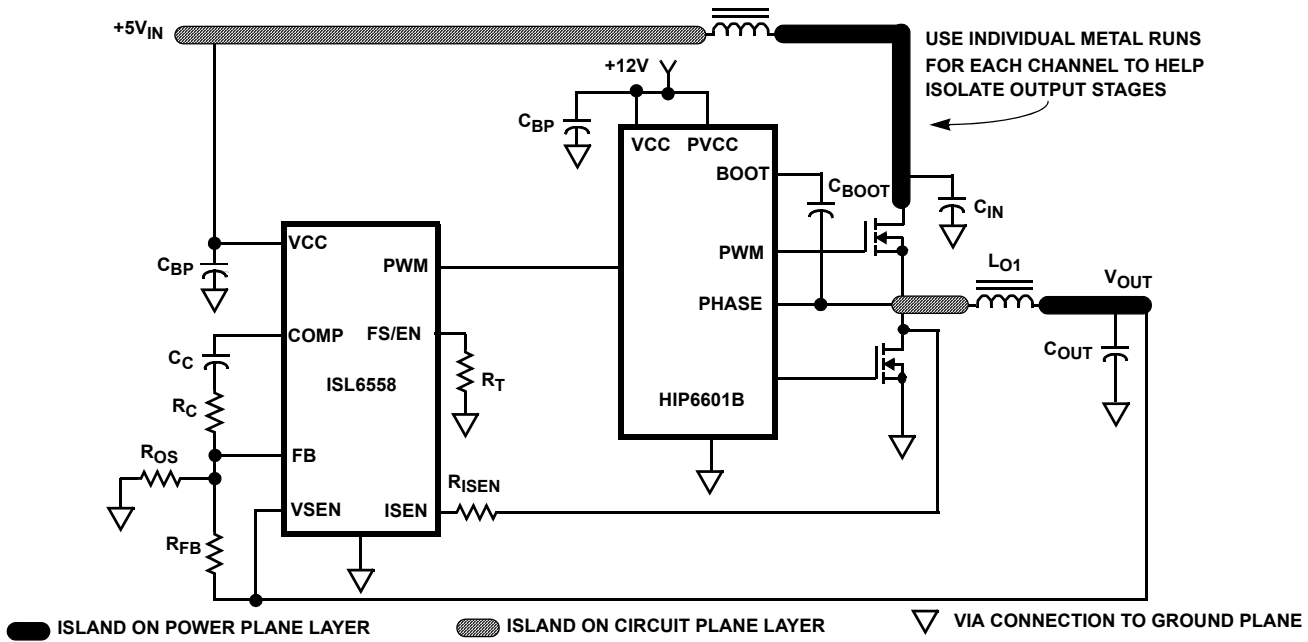 +5VIN
USE INDIVIDUAL METAL RUNS
FOR EACH CHANNEL TO HELP
ISOLATE OUTPUT STAGES
+12V
CBP
VCC PVCC
BOOT
CBOOT
CIN
VCC
CBP
PWM
PWM
LO1
VOUT
PHASE
COMP
FS/EN
CC
RT
COUT
ISL6558
RC
HIP6601B
ROS
FB
RISEN
VSEN
ISEN
RFB
ISLAND ON POWER PLANE LAYER
ISLAND ON CIRCUIT PLANE LAYER
VIA CONNECTION TO GROUND PLANE